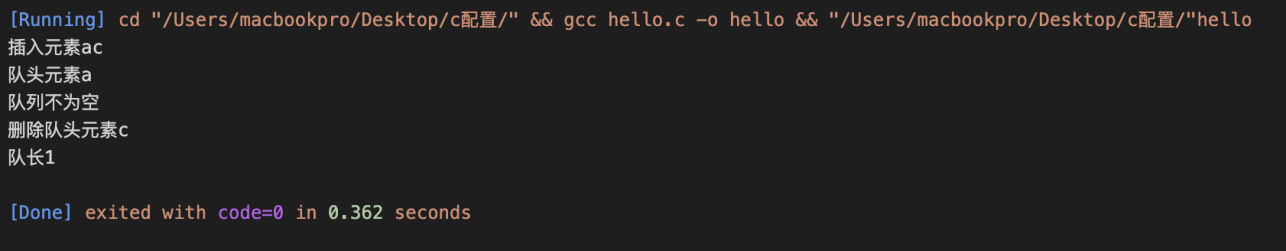 [Running] cd "/Users/macbookpro/Desktop/c配置/" && gcc hello.c -o hello && "/Users/macbookpro/Desktop/c配置/"hello
插入元素ac
队头元素a
队列不为空
删除队头元素c
队长1
[Done] exited with code=0 in 0.362 seconds